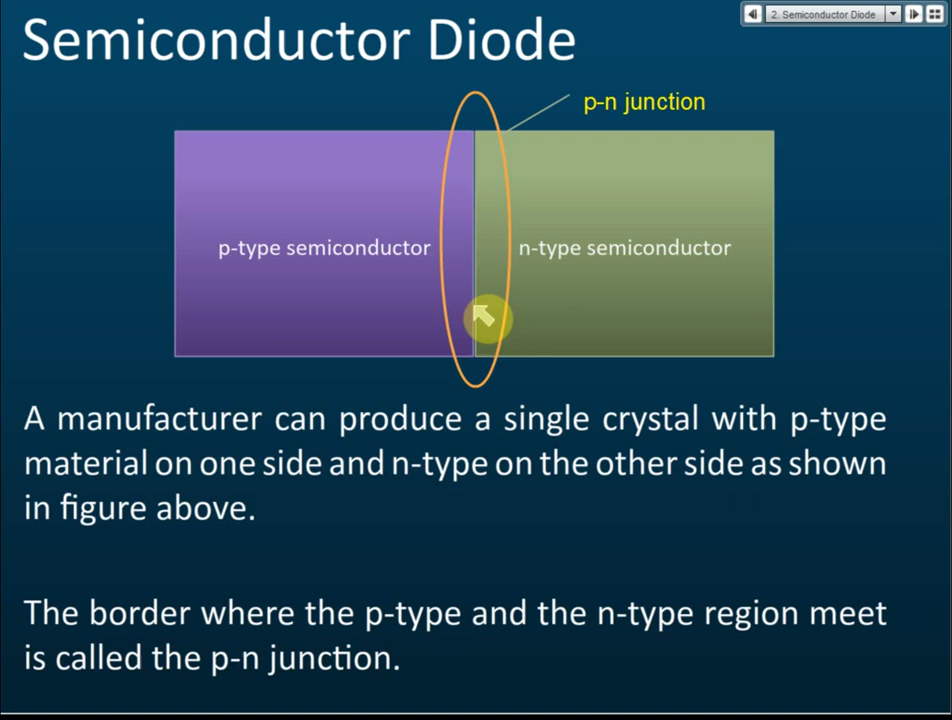 2. Semiconductor Diode
Semiconductor Diode
p-n junction
p-type semiconductor
n-type semiconductor
A manufacturer can produce a single crystal with p-type
material on one side and n-type on the other side as shown
in figure above.
The border where the p-type and the n-type region meet
is called the p-n junction.